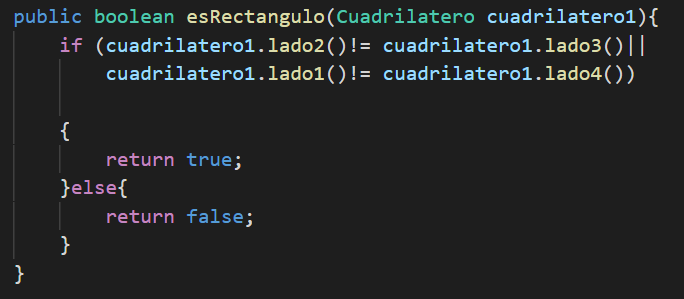 public boolean esRectangulo(Cuadrilatero cuadrilatero1){
    if (cuadrilatero1.lado2()!= cuadrilatero1.lado3()||
        cuadrilatero1.lado1()!= cuadrilatero1.lado4())
    {
        return true;
    }else{
        return false;
    }
}